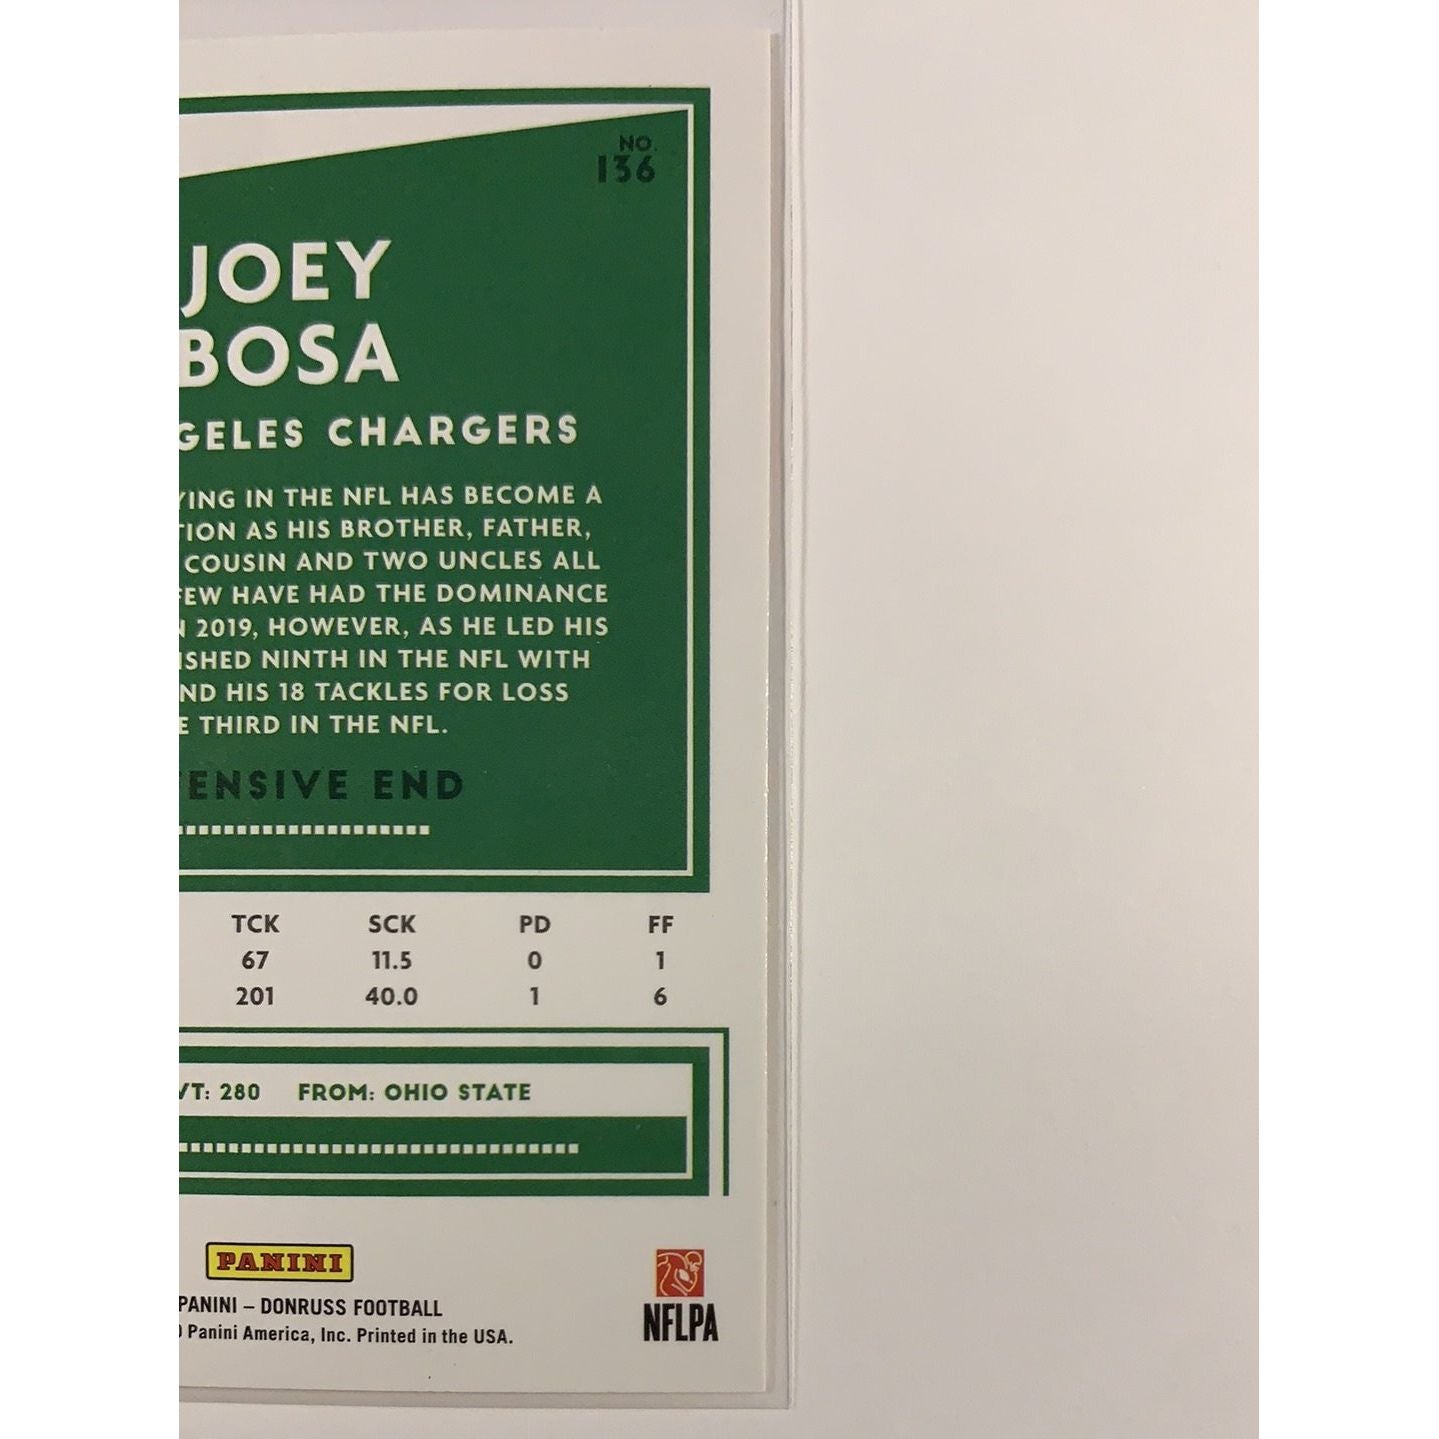 NO.
136
JOEY
BOSA
GELES CHARGERS
YING IN THE NFL HAS BECOME A
TION AS HIS BROTHER, FATHER,
COUSIN AND TWO UNCLES ALL
FEW HAVE HAD THE DOMINANCE
N 2019, HOWEVER, AS HE LED HIS
ISHED NINTH IN THE NFL WITH
ND HIS 18 TACKLES FOR LOSS
E THIRD IN THE NFL.
ENSIVE END
TCK SCK PD FF
67 11.5 0 1
201 40.0 1 6
T: 280 FROM: OHIO STATE
PANINI
PANINI – DONRUSS FOOTBALL
Panini America, Inc. Printed in the USA.
NFLPA